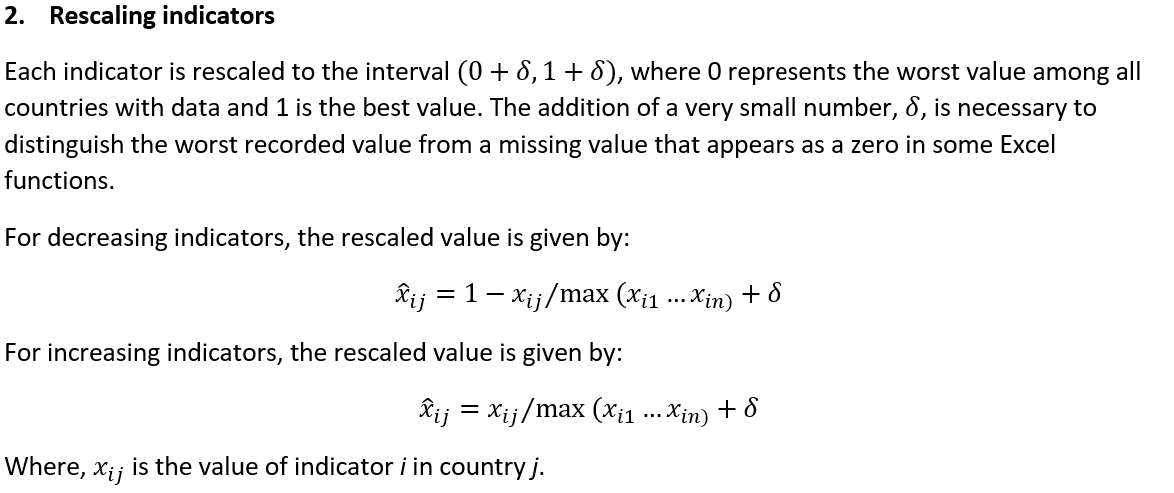 2. Rescaling indicators
Each indicator is rescaled to the interval (0 + δ, 1 + δ), where 0 represents the worst value among all
countries with data and 1 is the best value. The addition of a very small number, δ, is necessary to
distinguish the worst recorded value from a missing value that appears as a zero in some Excel
functions.
For decreasing indicators, the rescaled value is given by:
x̂ᵢⱼ = 1 − xᵢⱼ/max (xᵢ₁ … xᵢₙ) + δ
For increasing indicators, the rescaled value is given by:
x̂ᵢⱼ = xᵢⱼ/max (xᵢ₁ … xᵢₙ) + δ
Where, xᵢⱼ is the value of indicator i in country j.